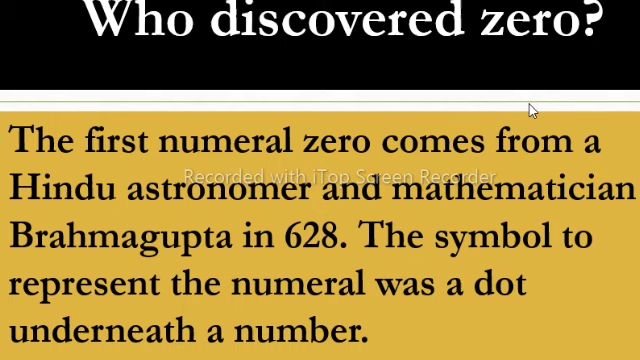 Who discovered zero?
The first numeral zero comes from a
Recorded with iTop Screen Recorder
Hindu astronomer and mathematician
Brahmagupta in 628. The symbol to
represent the numeral was a dot
underneath a number.